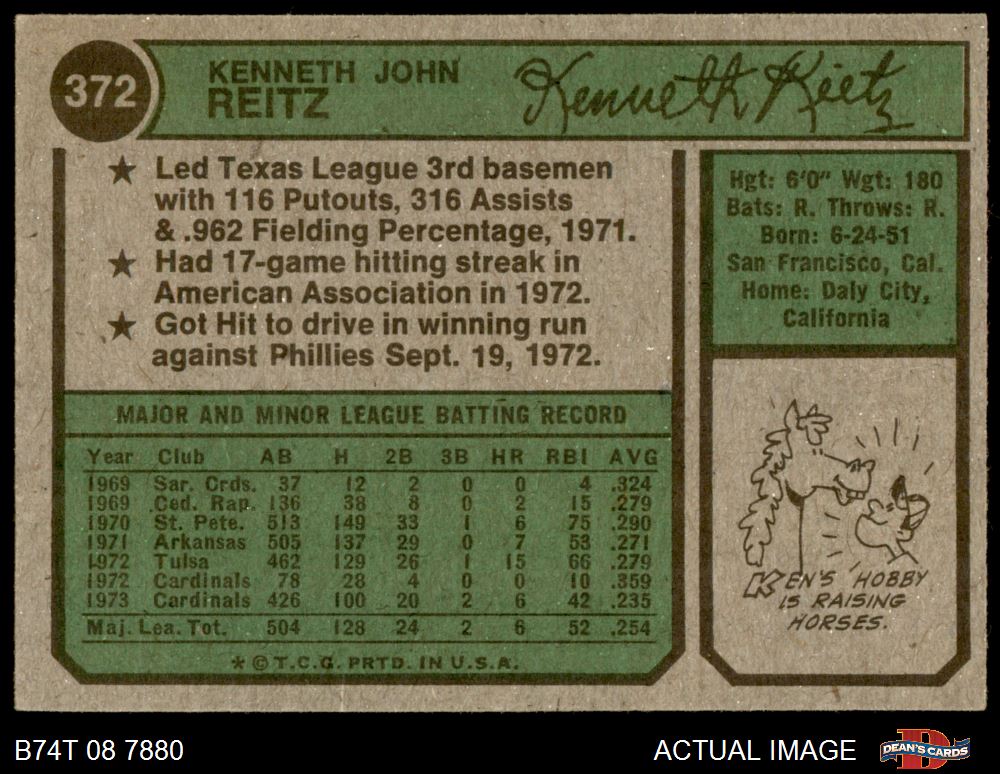 372
KENNETH JOHN
REITZ
Kenneth Reitz
★ Led Texas League 3rd basemen
with 116 Putouts, 316 Assists
& .962 Fielding Percentage, 1971.
★ Had 17-game hitting streak in
American Association in 1972.
★ Got Hit to drive in winning run
against Phillies Sept. 19, 1972.
Hgt: 6'0" Wgt: 180
Bats: R. Throws: R.
Born: 6-24-51
San Francisco, Cal.
Home: Daly City,
California
MAJOR AND MINOR LEAGUE BATTING RECORD
Year Club AB H 2B 3B HR RBI AVG
1969 Sar. Crds. 37 12 2 0 0 4 .324
1969 Ced. Rap. 136 38 8 0 2 15 .279
1970 St. Pete. 513 149 33 1 6 75 .290
1971 Arkansas 505 137 29 0 7 53 .271
1972 Tulsa 462 129 26 1 15 66 .279
1972 Cardinals 78 28 4 0 0 10 .359
1973 Cardinals 426 100 20 2 6 42 .235
Maj. Lea. Tot. 504 128 24 2 6 52 .254
* © T.C.G. PRTD. IN U.S.A.
KEN'S HOBBY
IS RAISING
HORSES.
B74T 08 7880
ACTUAL IMAGE
DEAN'S CARDS